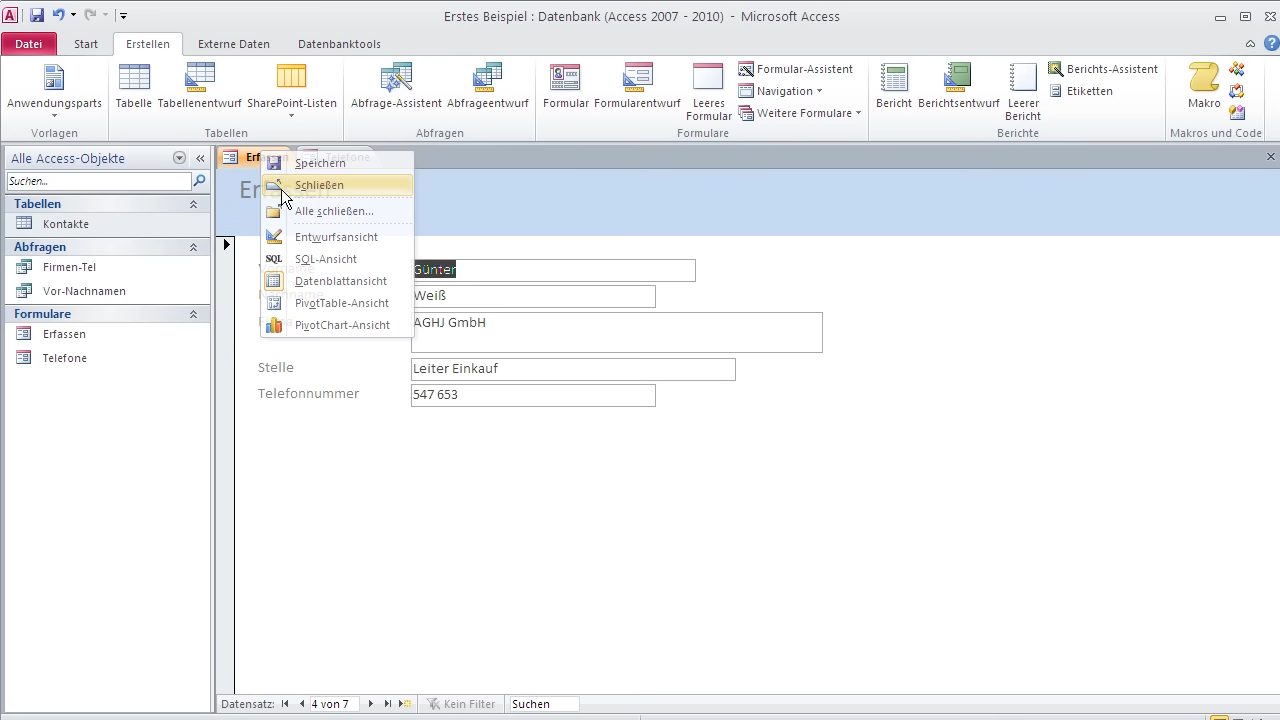 Erstes Beispiel : Datenbank (Access 2007 - 2010) - Microsoft Access
Datei Start Erstellen Externe Daten Datenbanktools
Anwendungsparts Tabelle Tabellenentwurf SharePoint-Listen Abfrage-Assistent Abfrageentwurf Formular Formularentwurf Leeres Formular Formular-Assistent Navigation Weitere Formulare Bericht Berichtsentwurf Leerer Bericht Berichts-Assistent Etiketten Makro
Vorlagen Tabellen Abfragen Formulare Berichte Makros und Code
Alle Access-Objekte
Suchen...
Tabellen
Kontakte
Abfragen
Firmen-Tel
Vor-Nachnamen
Formulare
Erfassen
Telefone
Telefone
Speichern
Schließen
Alle schließen...
Entwurfsansicht
SQL SQL-Ansicht
Datenblattansicht
PivotTable-Ansicht
PivotChart-Ansicht
Günter
Weiß
AGHJ GmbH
Stelle Leiter Einkauf
Telefonnummer 547 653
Datensatz: 4 von 7 Kein Filter Suchen